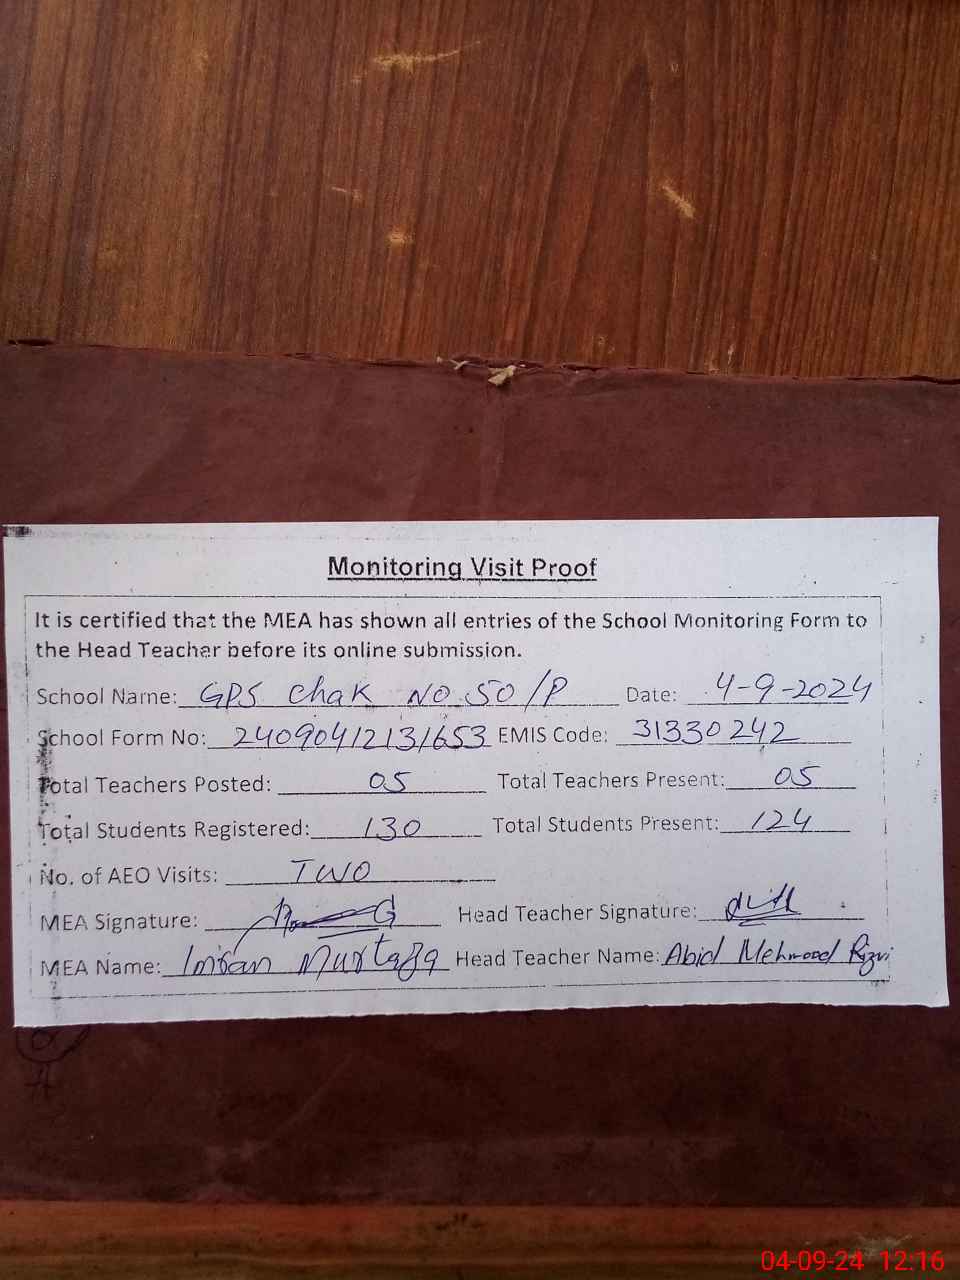 Monitoring Visit Proof
It is certified that the MEA has shown all entries of the School Monitoring Form to
the Head Teacher before its online submission.
School Name: GPS Chak NO 50/P Date: 4-9-2024
School Form No: 24090412131653 EMIS Code: 31330242
Total Teachers Posted: 05 Total Teachers Present: 05
Total Students Registered: 130 Total Students Present: 124
No. of AEO Visits: TWO
MEA Signature: Head Teacher Signature:
MEA Name: Imran Murtaza Head Teacher Name: Abid Mehmood Rizvi
04-09-24 12:16